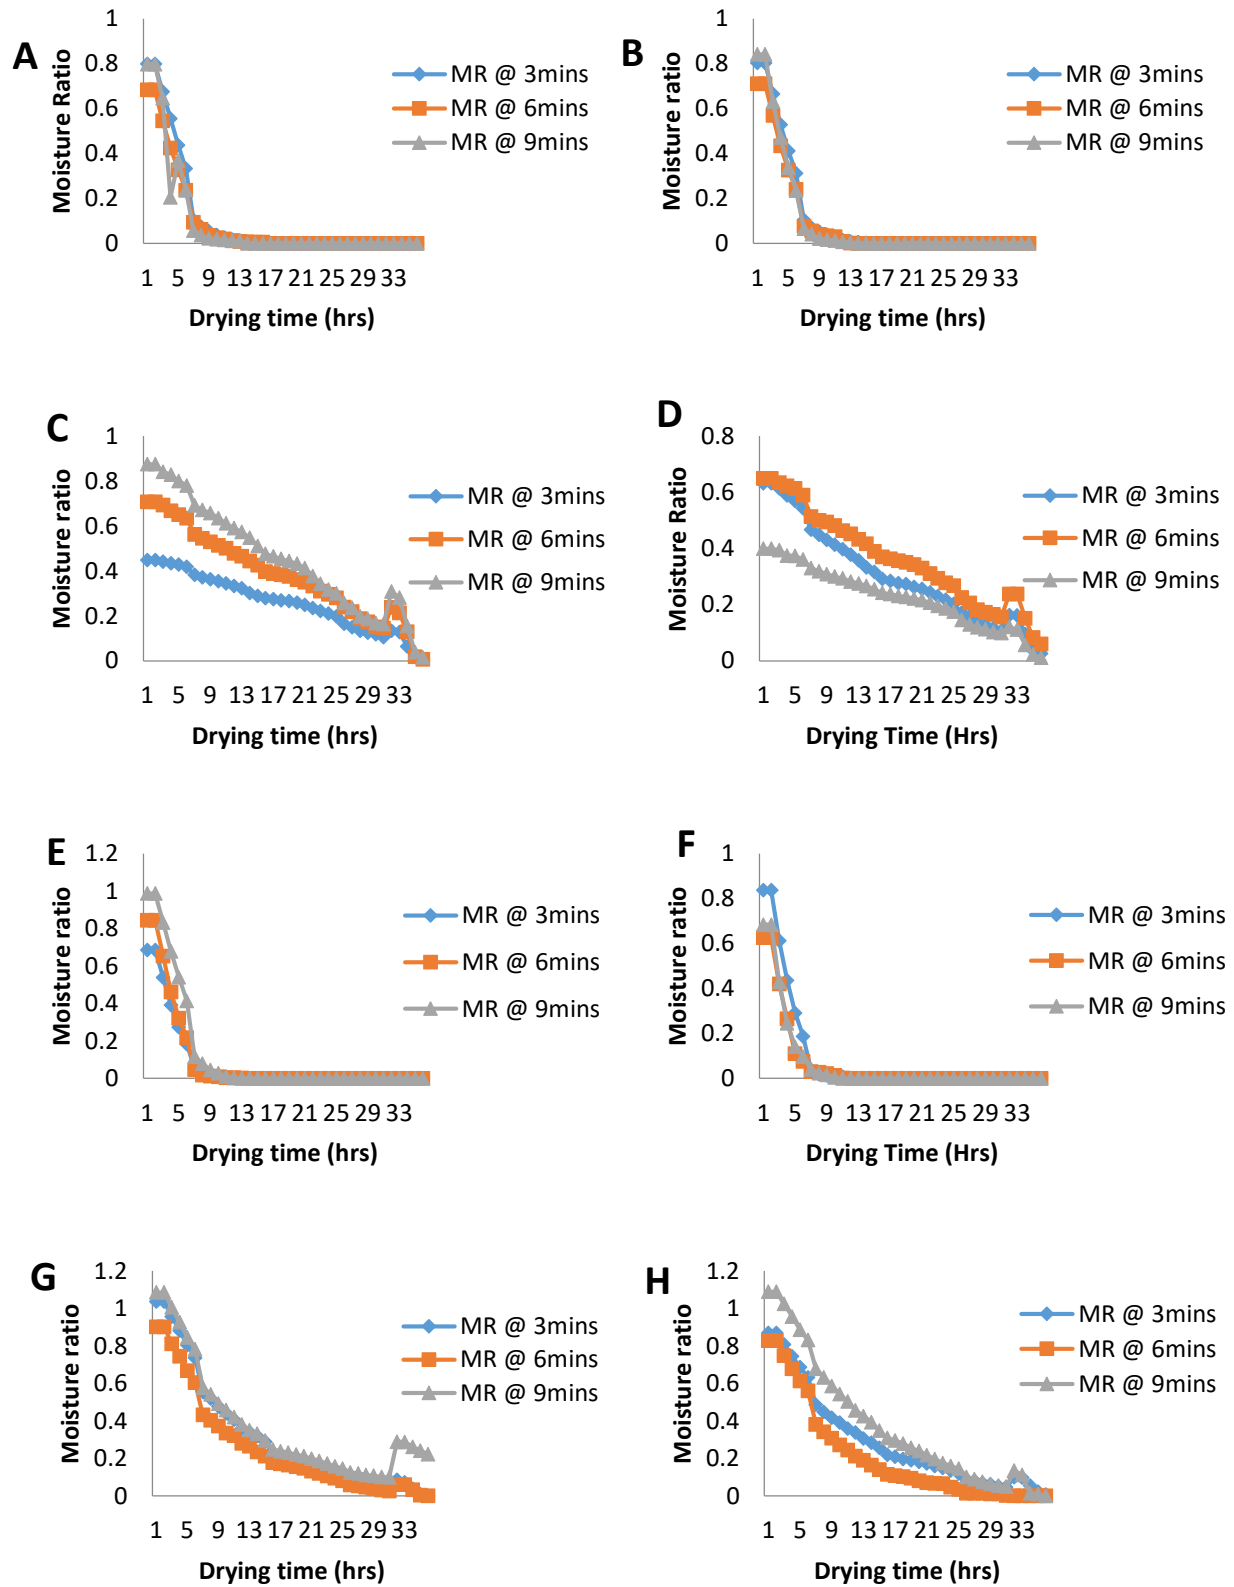 A
Moisture Ratio
1
0.8
0.6
0.4
0.2
0
1 5 9 13 17 21 25 29 33
Drying time (hrs)
MR @ 3mins
MR @ 6mins
MR @ 9mins
B
Moisture ratio
1
0.8
0.6
0.4
0.2
0
1 5 9 13 17 21 25 29 33
Drying time (hrs)
MR @ 3mins
MR @ 6mins
MR @ 9mins
C
Moisture ratio
1
0.8
0.6
0.4
0.2
0
1 5 9 13 17 21 25 29 33
Drying time (hrs)
MR @ 3mins
MR @ 6mins
MR @ 9mins
D
Moisture Ratio
0.8
0.6
0.4
0.2
0
1 5 9 13 17 21 25 29 33
Drying Time (Hrs)
MR @ 3mins
MR @ 6mins
MR @ 9mins
E
Moisture ratio
1.2
1
0.8
0.6
0.4
0.2
0
1 5 9 13 17 21 25 29 33
Drying time (hrs)
MR @ 3mins
MR @ 6mins
MR @ 9mins
F
Moisture ratio
1
0.8
0.6
0.4
0.2
0
1 5 9 13 17 21 25 29 33
Drying Time (Hrs)
MR @ 3mins
MR @ 6mins
MR @ 9mins
G
Moisture ratio
1.2
1
0.8
0.6
0.4
0.2
0
1 5 9 13 17 21 25 29 33
Drying time (hrs)
MR @ 3mins
MR @ 6mins
MR @ 9mins
H
Moisture ratio
1.2
1
0.8
0.6
0.4
0.2
0
1 5 9 13 17 21 25 29 33
Drying time (hrs)
MR @ 3mins
MR @ 6mins
MR @ 9mins